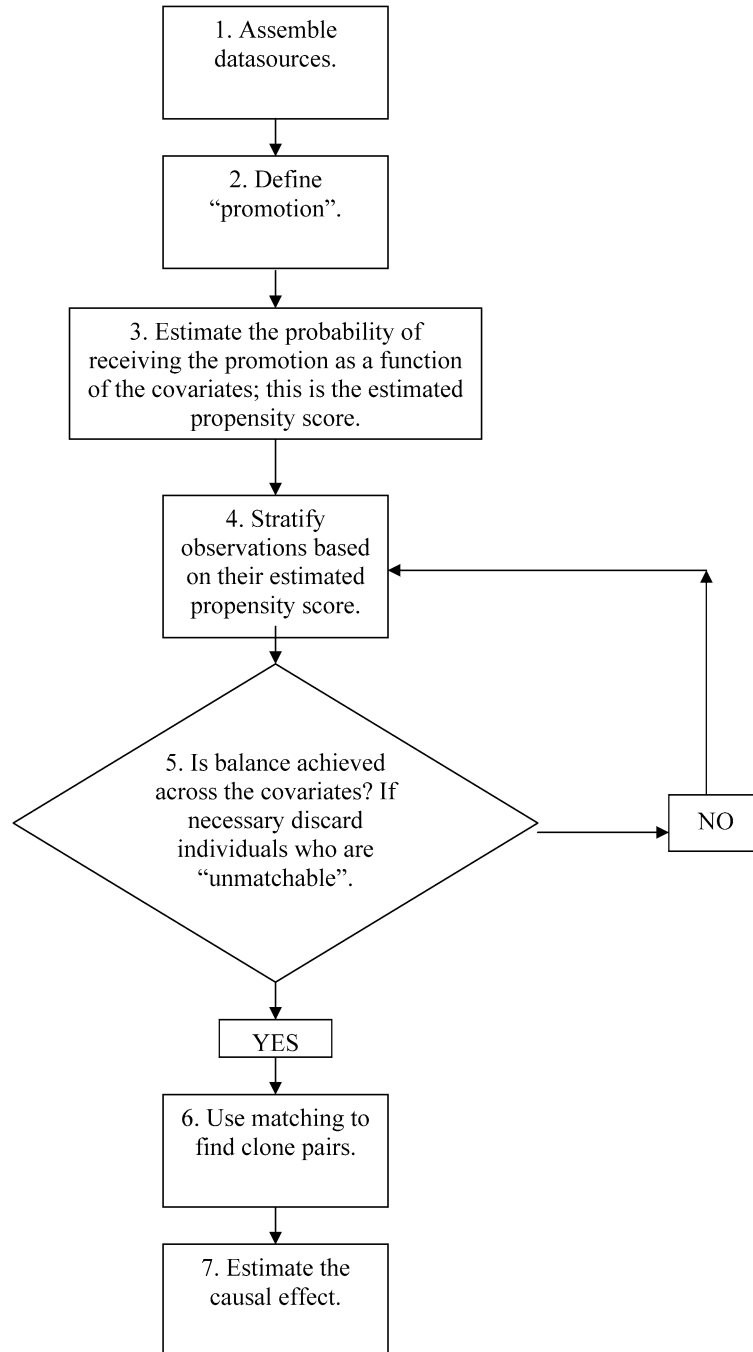 1. Assemble
datasources.
2. Define
“promotion”.
3. Estimate the probability of
receiving the promotion as a function
of the covariates; this is the estimated
propensity score.
4. Stratify
observations based
on their estimated
propensity score.
5. Is balance achieved
across the covariates? If
necessary discard
individuals who are
“unmatchable”.
NO
YES
6. Use matching to
find clone pairs.
7. Estimate the
causal effect.